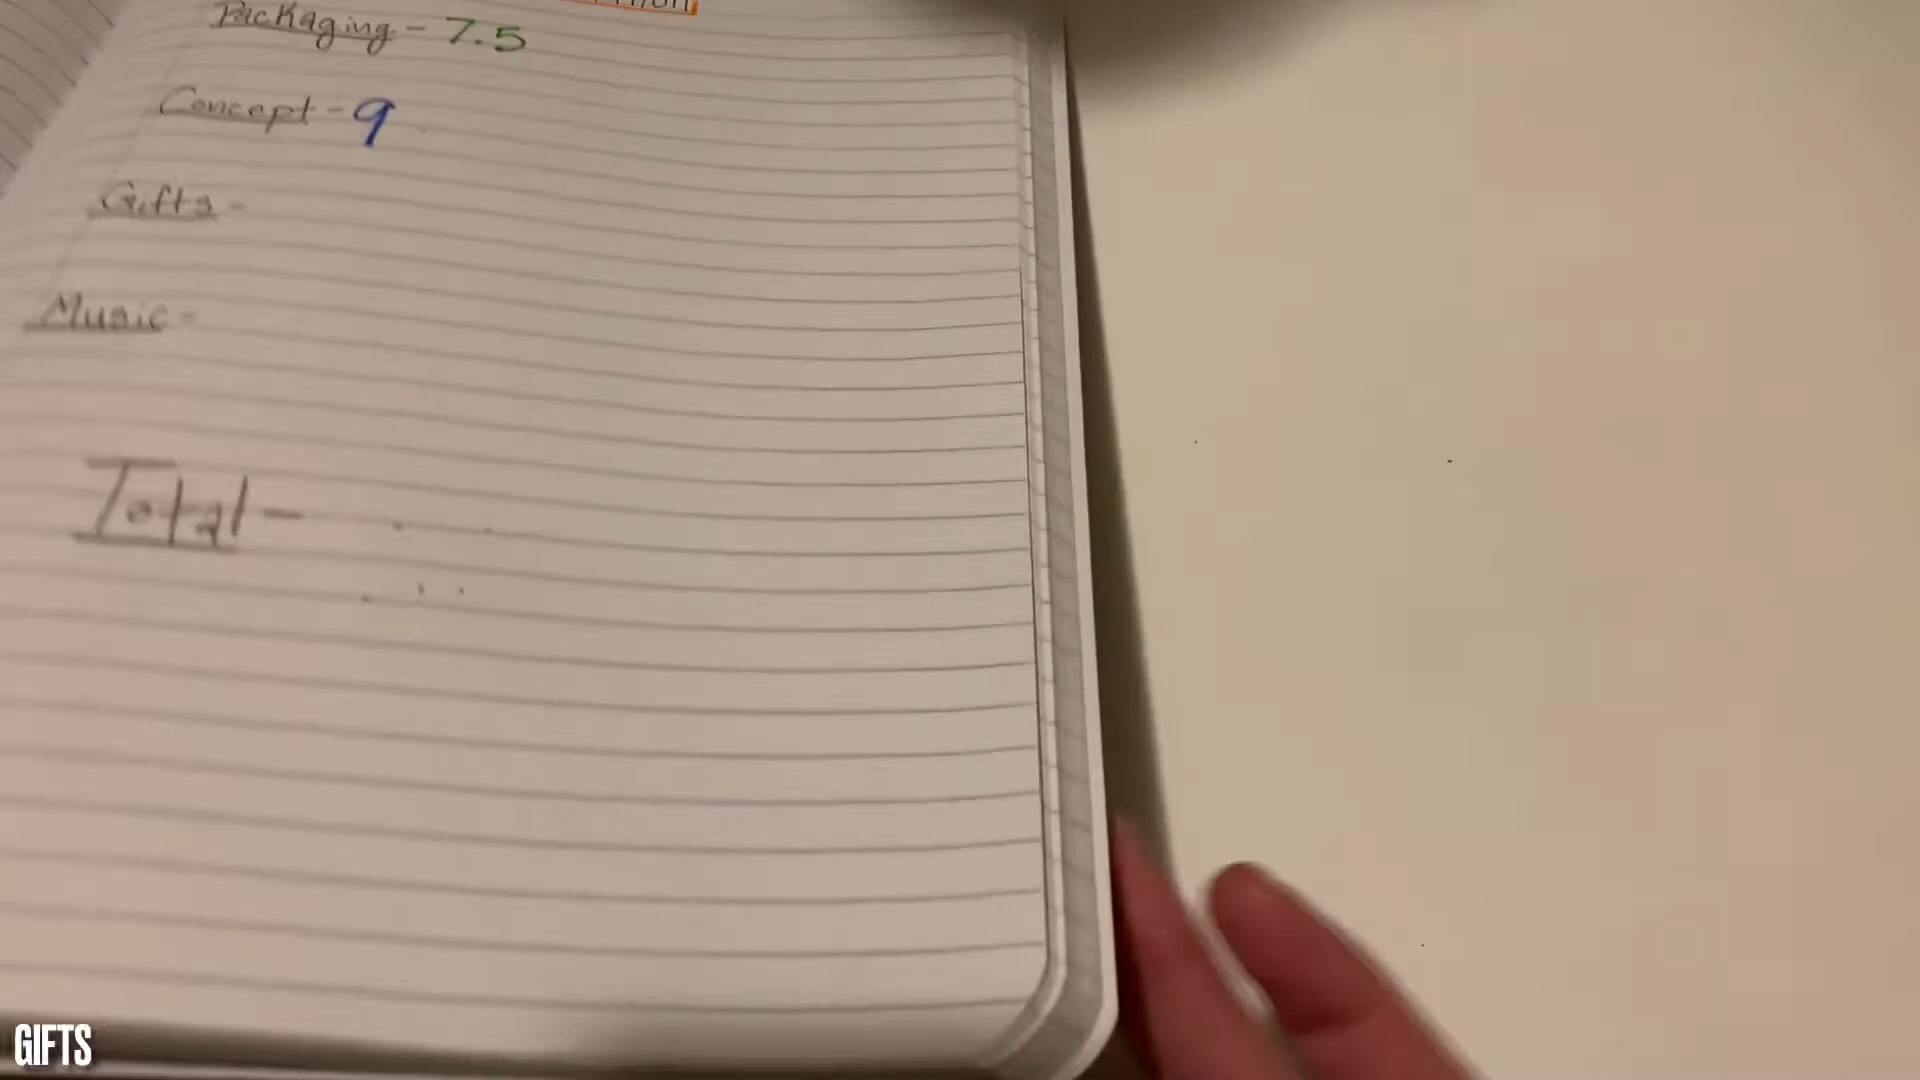 Packaging - 7.5
Concept - 9
Gifts -
Music -
Total -
GIFTS